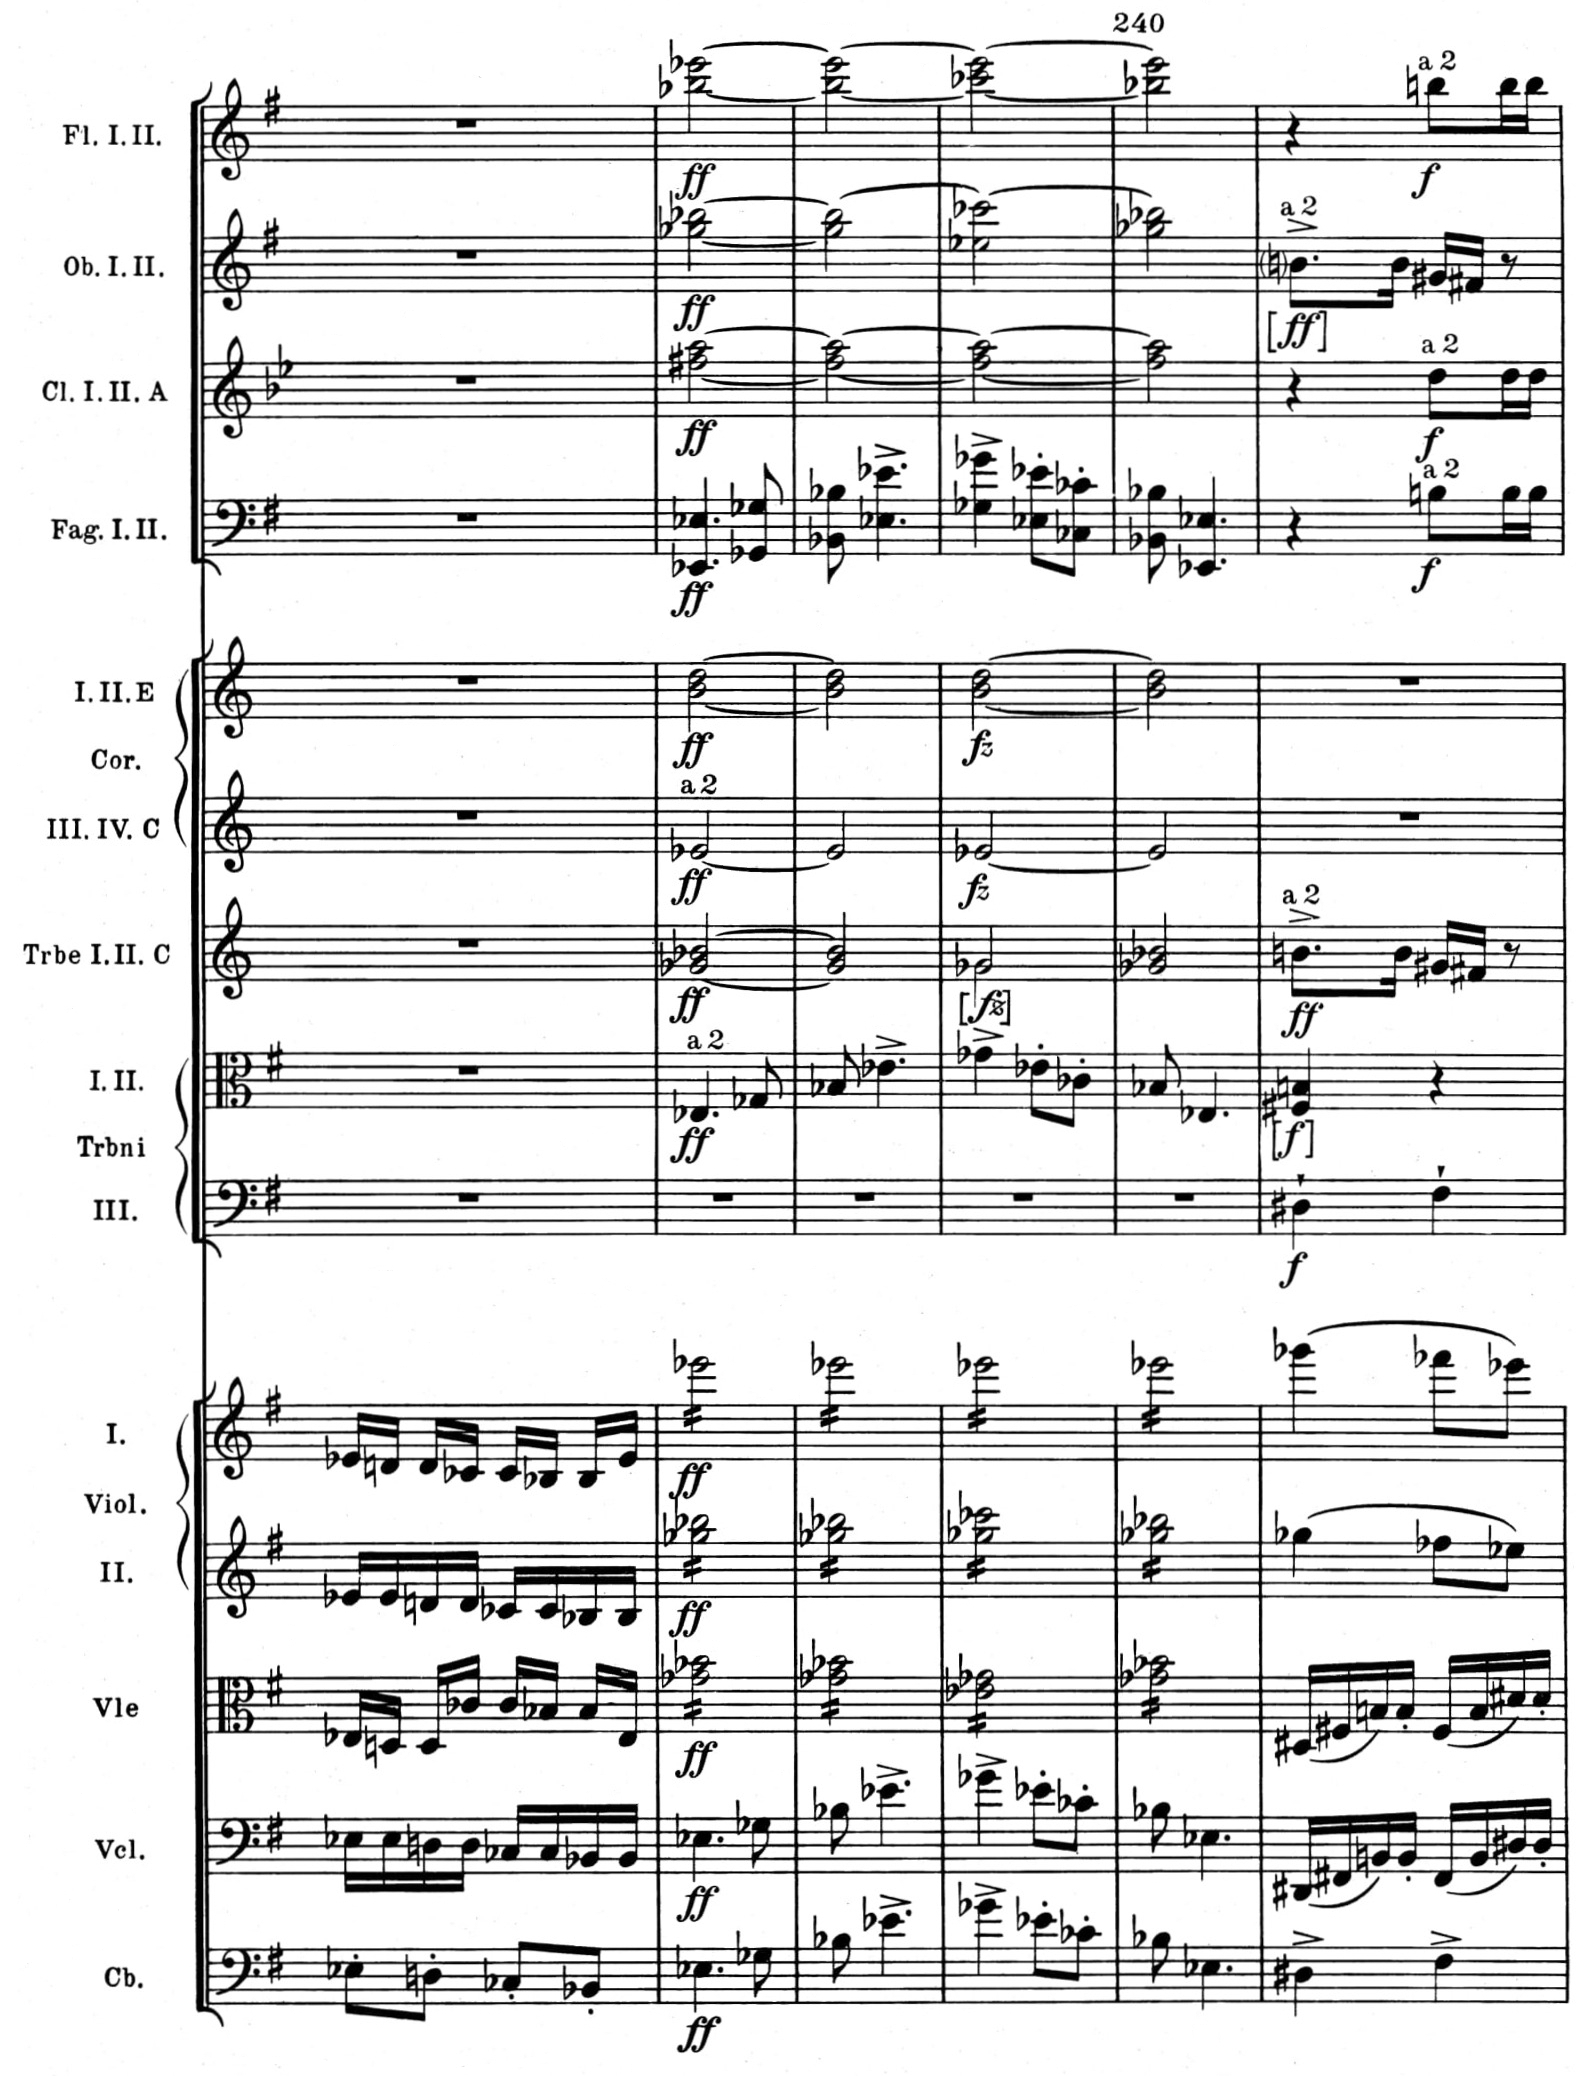 240
a 2
Fl. I. II.
ff
f
a 2
Ob. I. II.
ff
[ff]
a 2
Cl. I. II. A
ff
f
a 2
Fag. I. II.
ff
f
I. II. E
ff
fz
Cor.
a 2
III. IV. C
ff
fz
a 2
Trbe I. II. C
ff
[fz]
ff
a 2
I. II.
ff
[f]
Trbni
III.
f
I.
ff
Viol.
II.
ff
Vle
ff
Vcl.
ff
Cb.
ff